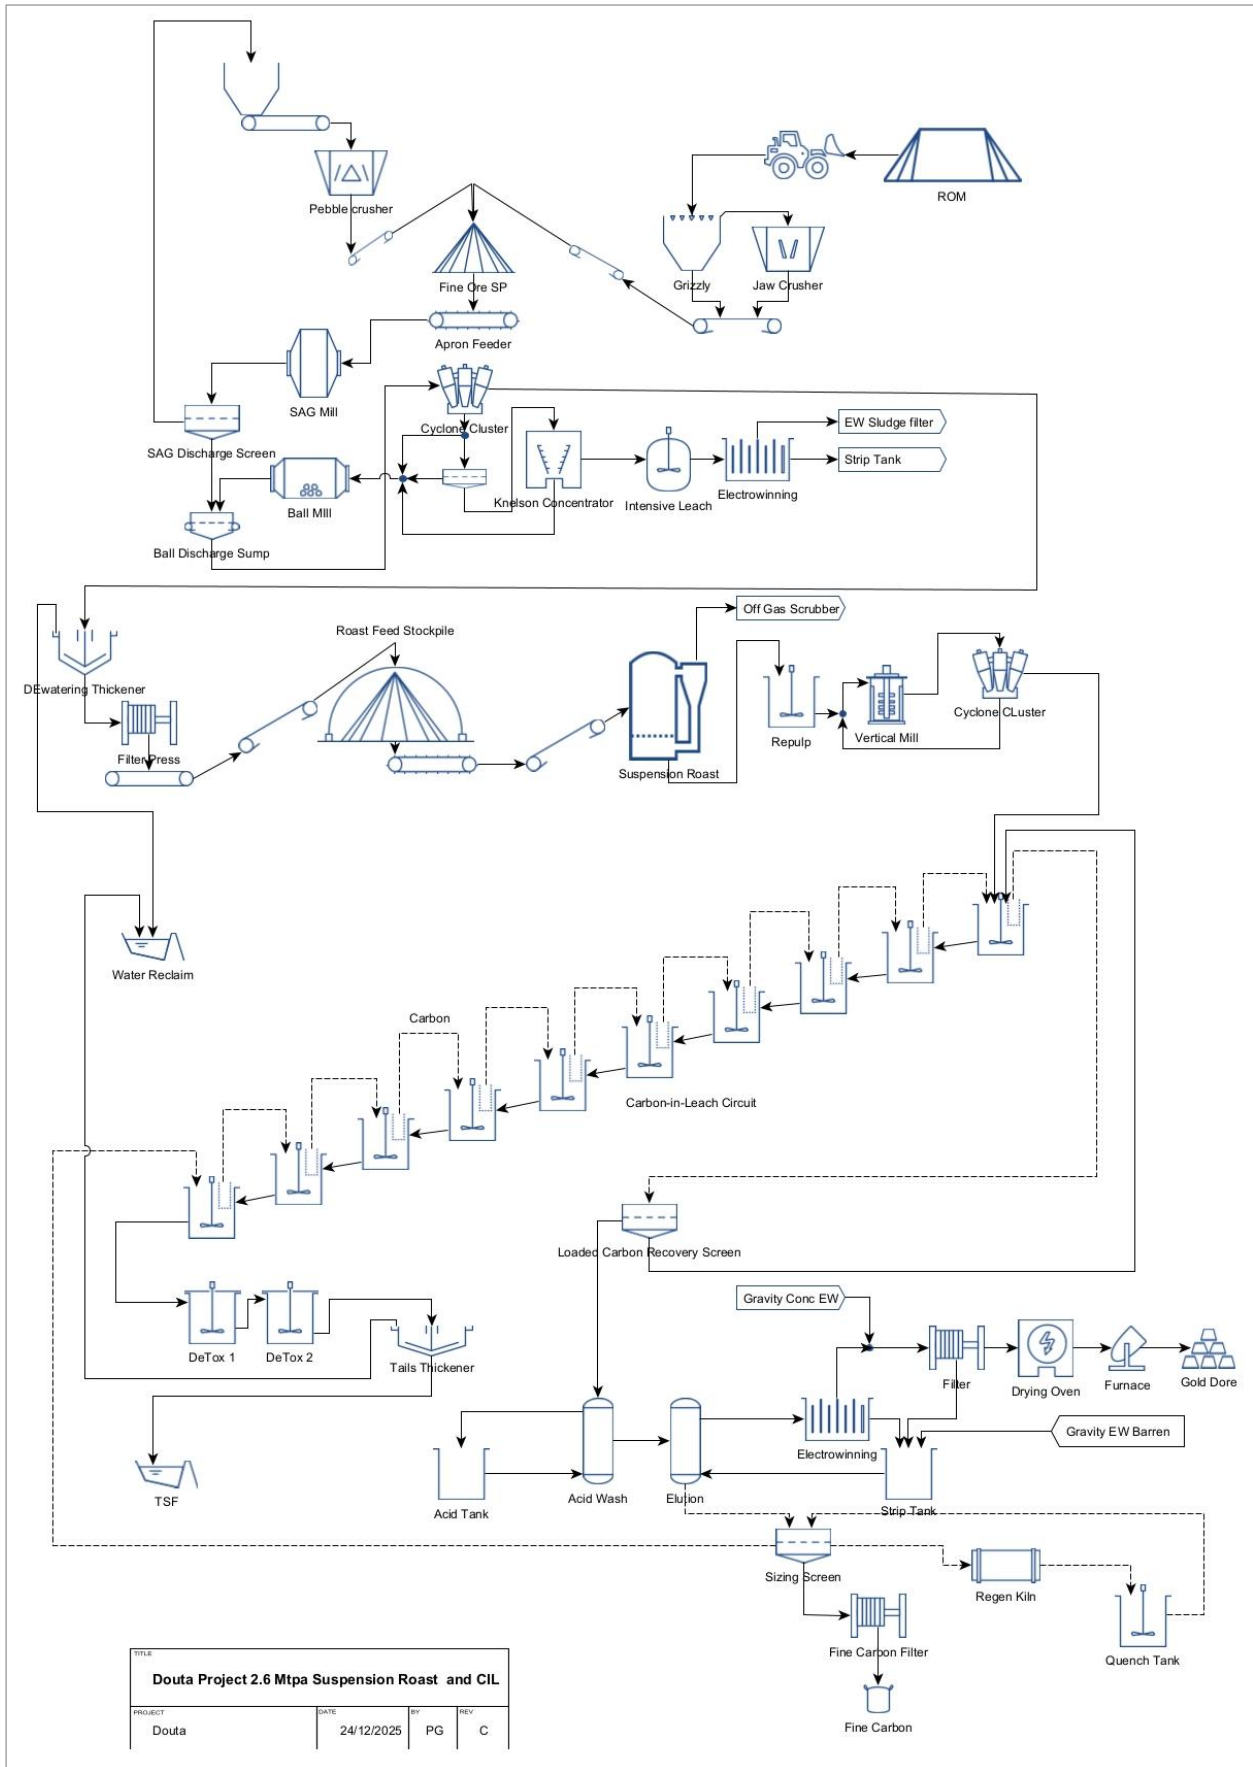 ROM
Pebble crusher
Fine Ore SP
Grizzly
Jaw Crusher
Apron Feeder
SAG Mill
Cyclone Cluster
EW Sludge filter
SAG Discharge Screen
Strip Tank
Ball MIll
Knelson Concentrator
Intensive Leach
Electrowinning
Ball Discharge Sump
Off Gas Scrubber
Roast Feed Stockpile
DEwatering Thickener
Cyclone CLuster
Repulp
Vertical Mill
Filter Press
Suspension Roast
Water Reclaim
Carbon
Carbon-in-Leach Circuit
Loaded Carbon Recovery Screen
Gravity Conc EW
DeTox 1
DeTox 2
Tails Thickener
Filter
Drying Oven
Furnace
Gold Dore
Gravity EW Barren
Electrowinning
TSF
Acid Tank
Acid Wash
Elution
Strip Tank
Sizing Screen
Regen Kiln
Fine Carbon Filter
Quench Tank
Fine Carbon
TITLE
Douta Project 2.6 Mtpa Suspension Roast and CIL
PROJECT DATE BY REV
Douta 24/12/2025 PG C